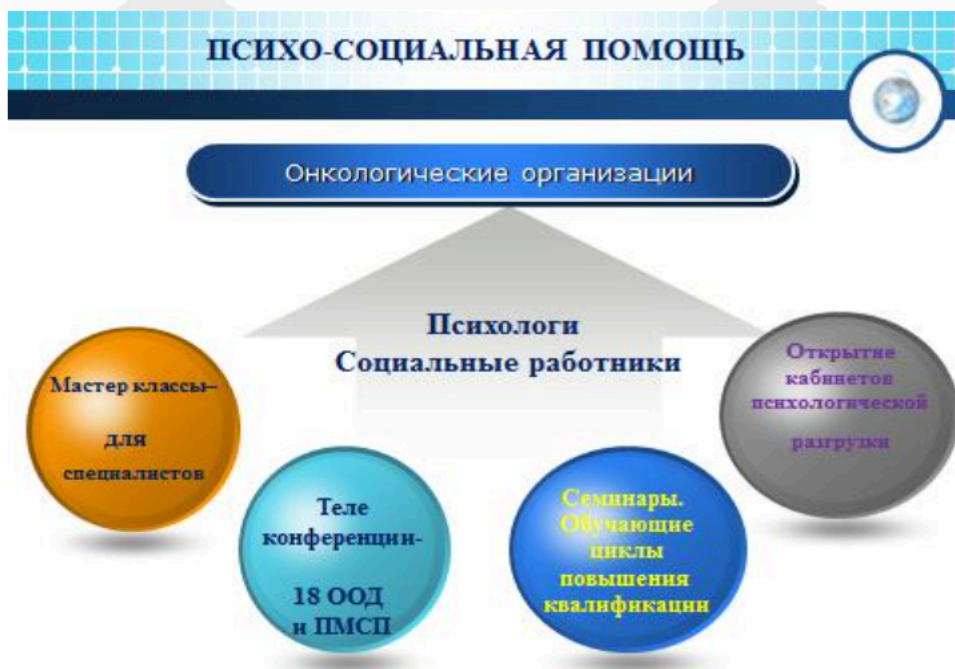 ПСИХО-СОЦИАЛЬНАЯ ПОМОЩЬ
Онкологические организации
Психологи
Социальные работники
Мастер классы–
для
специалистов
Теле
конференции-
18 ООД
и ПМСП
Семинары.
Обучающие
циклы
повышения
квалификации
Открытие
кабинетов
психологической
разгрузки